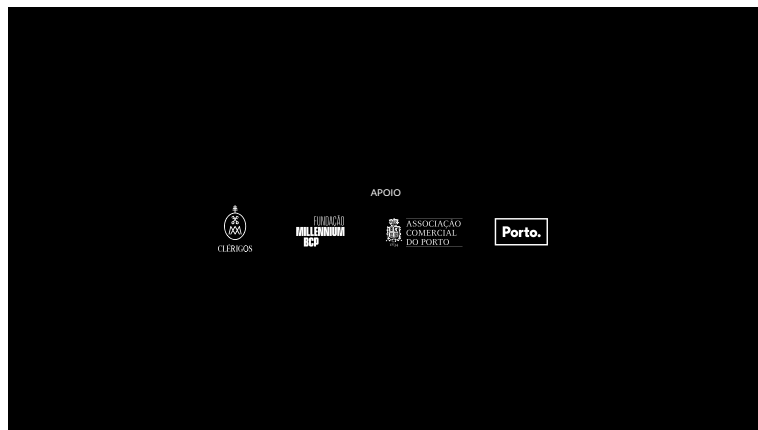 APOIO
CLÉRIGOS
FUNDAÇÃO
MILLENNIUM
BCP
ASSOCIAÇÃO
COMERCIAL
DO PORTO
Porto.